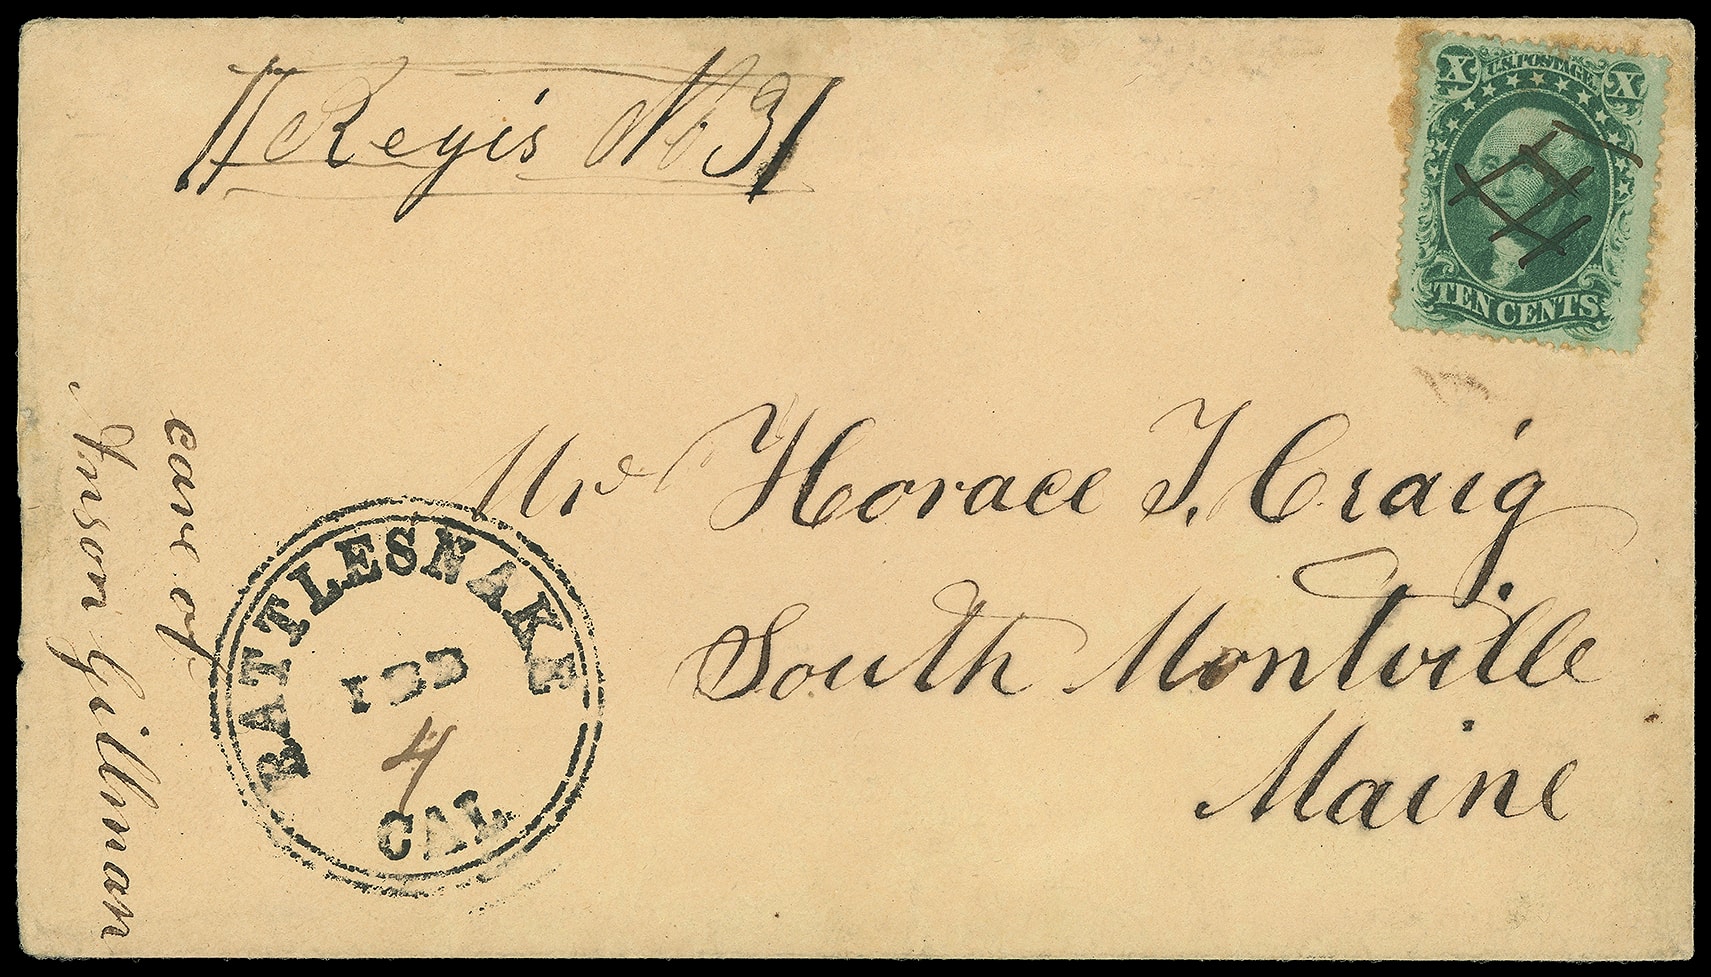 Regis No 31
X U.S. POSTAGE X
TEN CENTS.
Mr Horace J. Craig
South Montville
Maine
care of
Anson Gillman
RATTLESNAKE
FEB
4
CAL